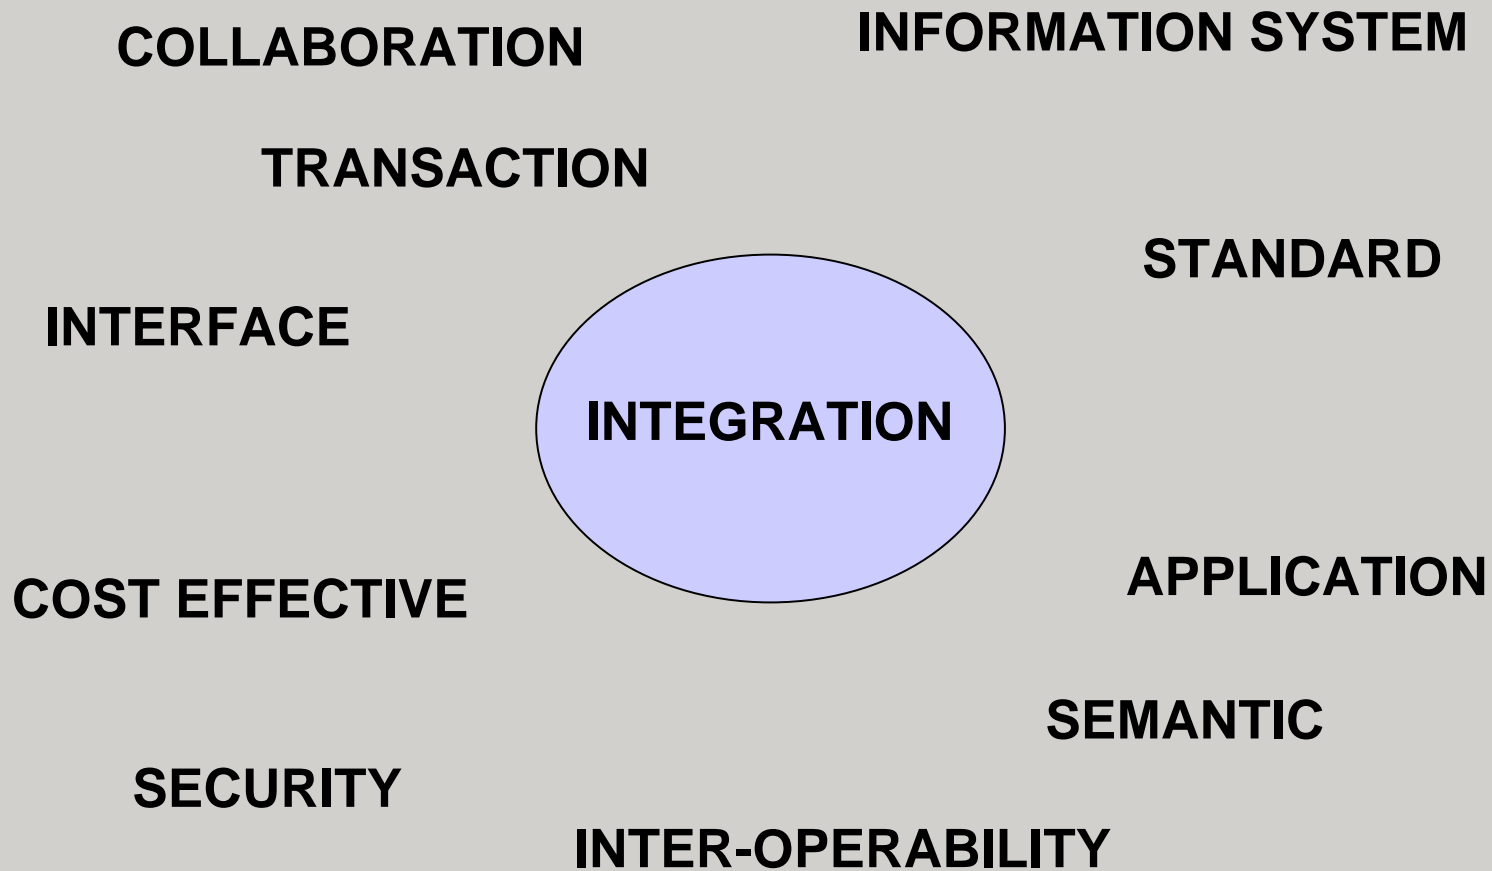 COLLABORATION
INFORMATION SYSTEM
TRANSACTION
STANDARD
INTERFACE
INTEGRATION
COST EFFECTIVE
APPLICATION
SEMANTIC
SECURITY
INTER-OPERABILITY